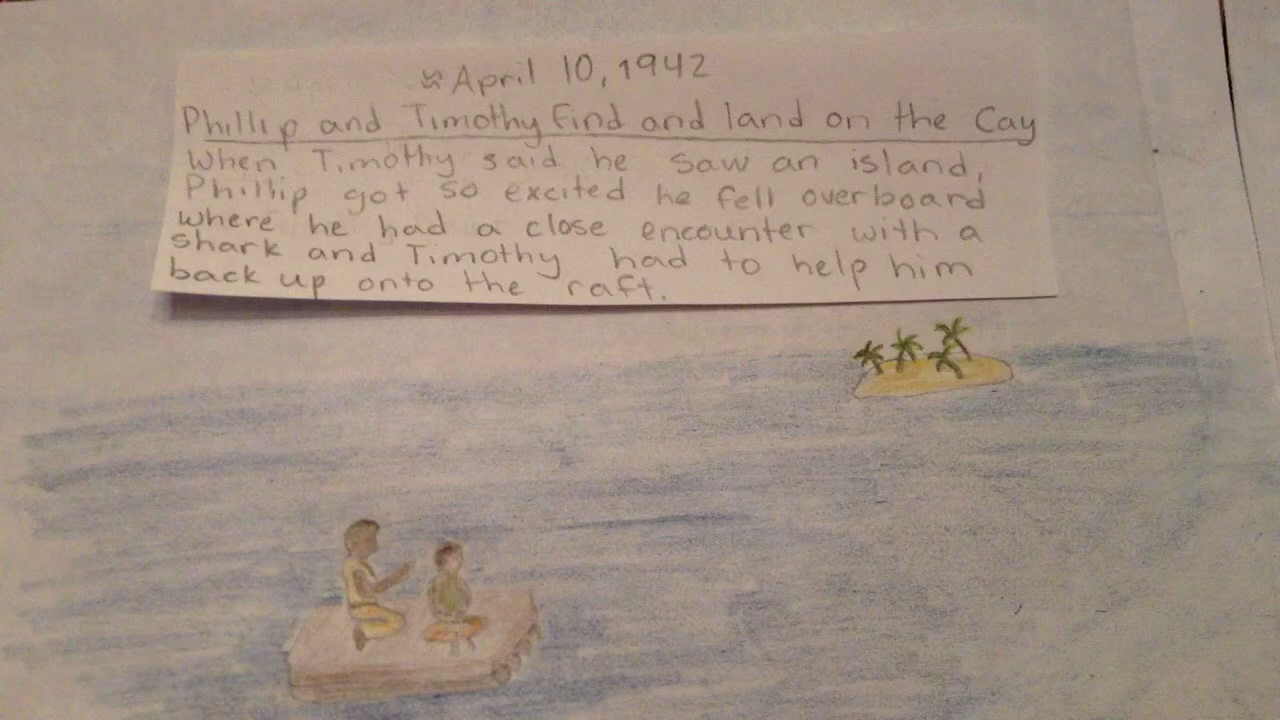 ≈April 10, 1942
Phillip and Timothy find and land on the Cay
When Timothy said he saw an island,
Phillip got so excited he fell overboard
where he had a close encounter with a
shark and Timothy had to help him
back up onto the raft.